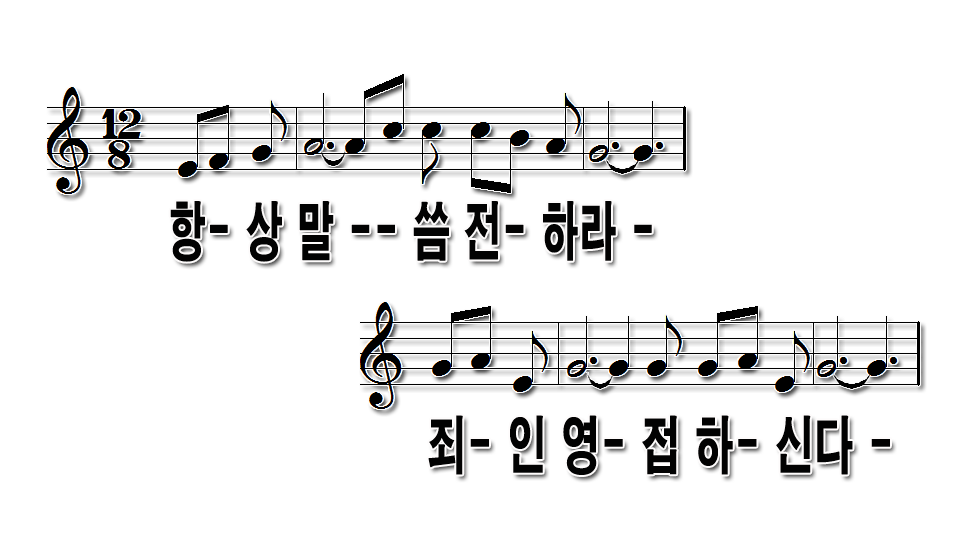 12
8
항- 상 말 -- 씀 전- 하라 -
죄- 인 영- 접 하- 신다 -